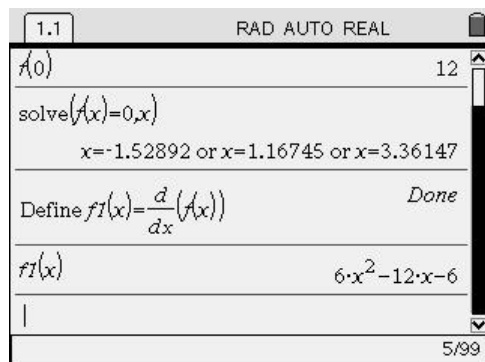 1.1 RAD AUTO REAL
f(0) 12
solve(f(x)=0,x)
x=-1.52892 or x=1.16745 or x=3.36147
Define f1(x)=d/dx(f(x)) Done
f1(x) 6·x²-12·x-6
5/99